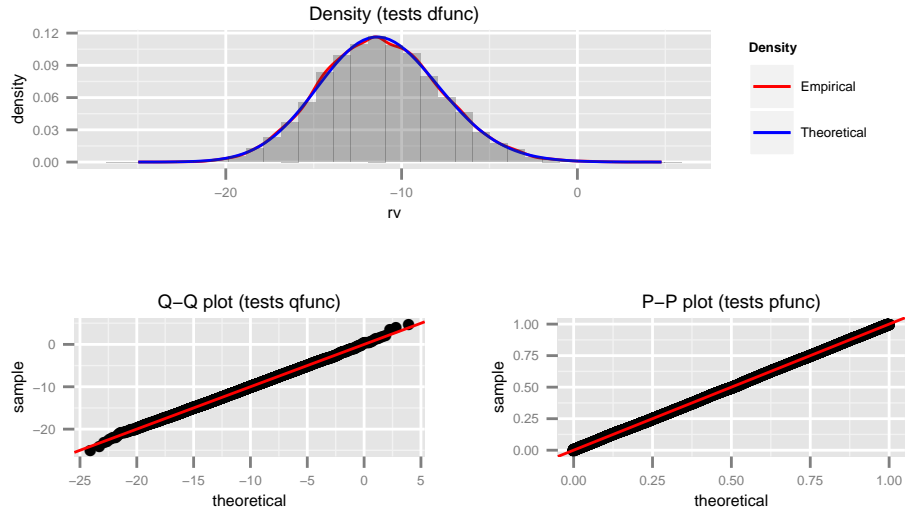 Density (tests dfunc)
0.12
0.09
0.06
0.03
0.00
density
−20
−10
0
rv
Density
Empirical
Theoretical
Q−Q plot (tests qfunc)
0
−10
−20
sample
−25
−20
−15
−10
−5
0
5
theoretical
P−P plot (tests pfunc)
1.00
0.75
0.50
0.25
0.00
sample
0.00
0.25
0.50
0.75
1.00
theoretical